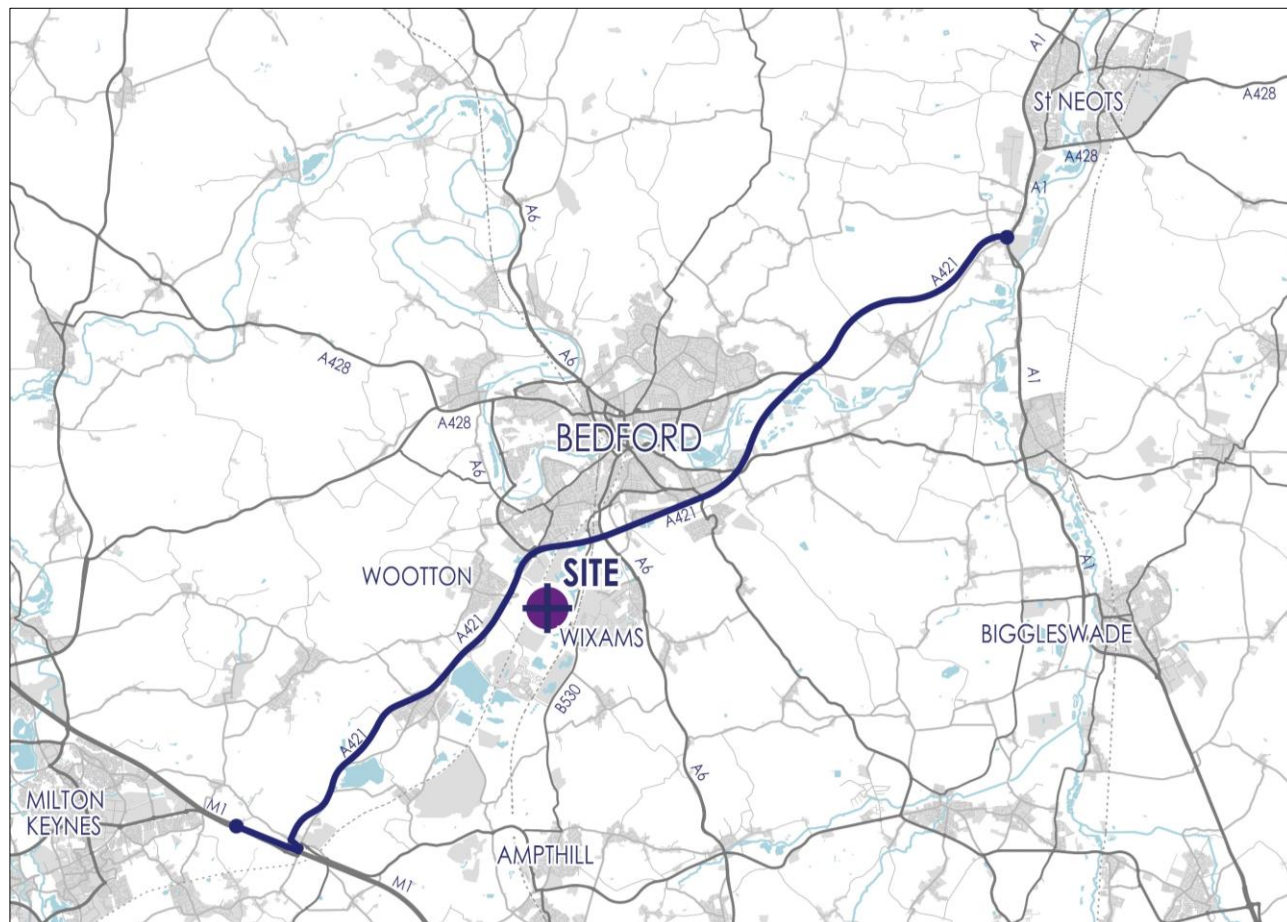 A1
St NEOTS
A428
A428
A1
A6
A421
A428
A6
A428
BEDFORD
A6
A1
A421
WOOTTON
SITE
A6
A421
WIXAMS
A1
BIGGLESWADE
B530
A421
A6
MILTON
KEYNES
M1
AMPTHILL
M1